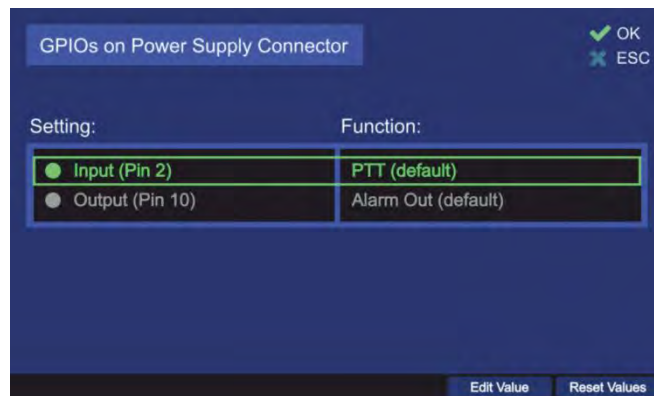 GPIOs on Power Supply Connector
OK
ESC
Setting: Function:
Input (Pin 2) PTT (default)
Output (Pin 10) Alarm Out (default)
Edit Value Reset Values